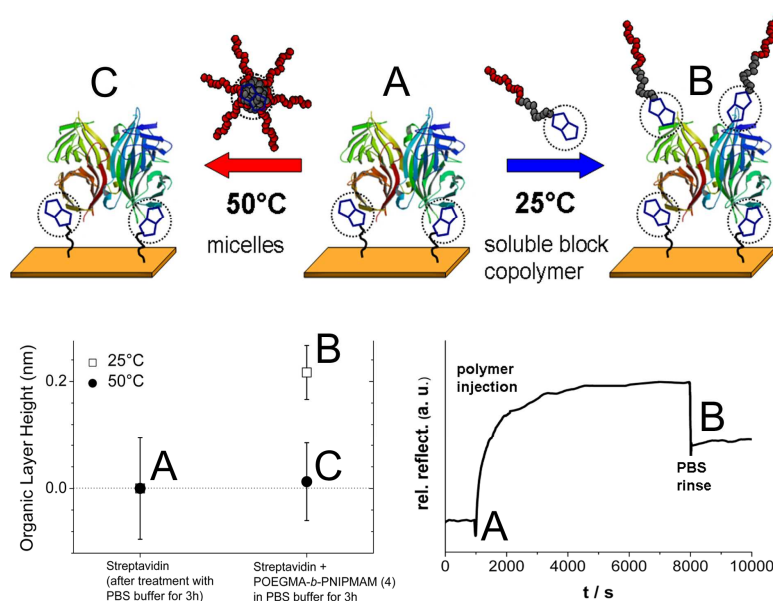 C
A
B
50°C
micelles
25°C
soluble block
copolymer
Organic Layer Height (nm)
0.2
0.0
□ 25°C
● 50°C
A
B
C
Streptavidin
(after treatment with
PBS buffer for 3h)
Streptavidin +
POEGMA-b-PNIPMAM (4)
in PBS buffer for 3h
rel. reflect. (a. u.)
polymer
injection
A
B
PBS
rinse
0 2000 4000 6000 8000 10000
t / s